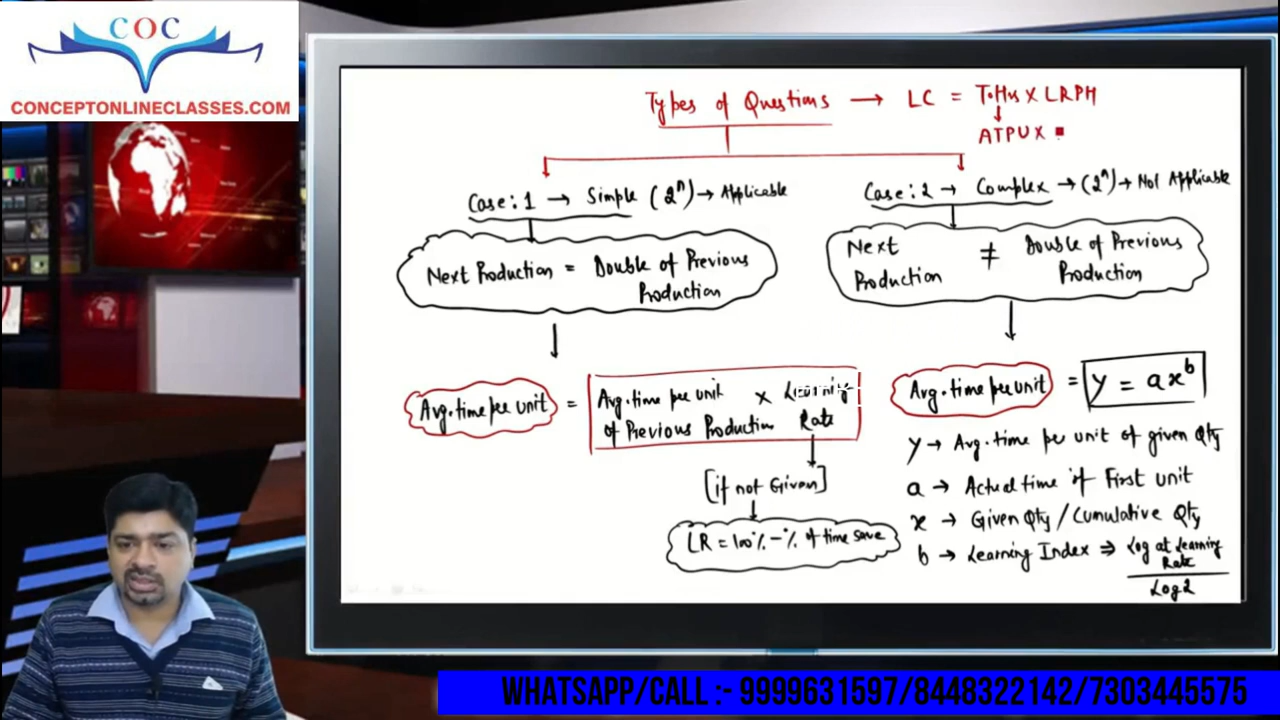 COC
CONCEPTONLINECLASSES.COM
Types of Questions → LC = T.Hrs X LRPH
↓
ATPU X
Case: 1 → Simple (2ⁿ) → Applicable
Case: 2 → Complex → (2ⁿ) → Not Applicable
Next Production = Double of Previous
Production
Next
Production
≠
Double of Previous
Production
Avg. time per unit = Avg. time per unit
of Previous Production
x
Learning
Rate
[if not Given]
LR = 100% - % of time save
Avg. time per unit = y = axᵇ
y → Avg. time per unit of given Qty
a → Actual time of First unit
x → Given Qty / Cumulative Qty
b → Learning Index ⇒ Log at Learning
Rate
Log 2
WHATSAPP/CALL :- 9999631597/8448322142/7303445575